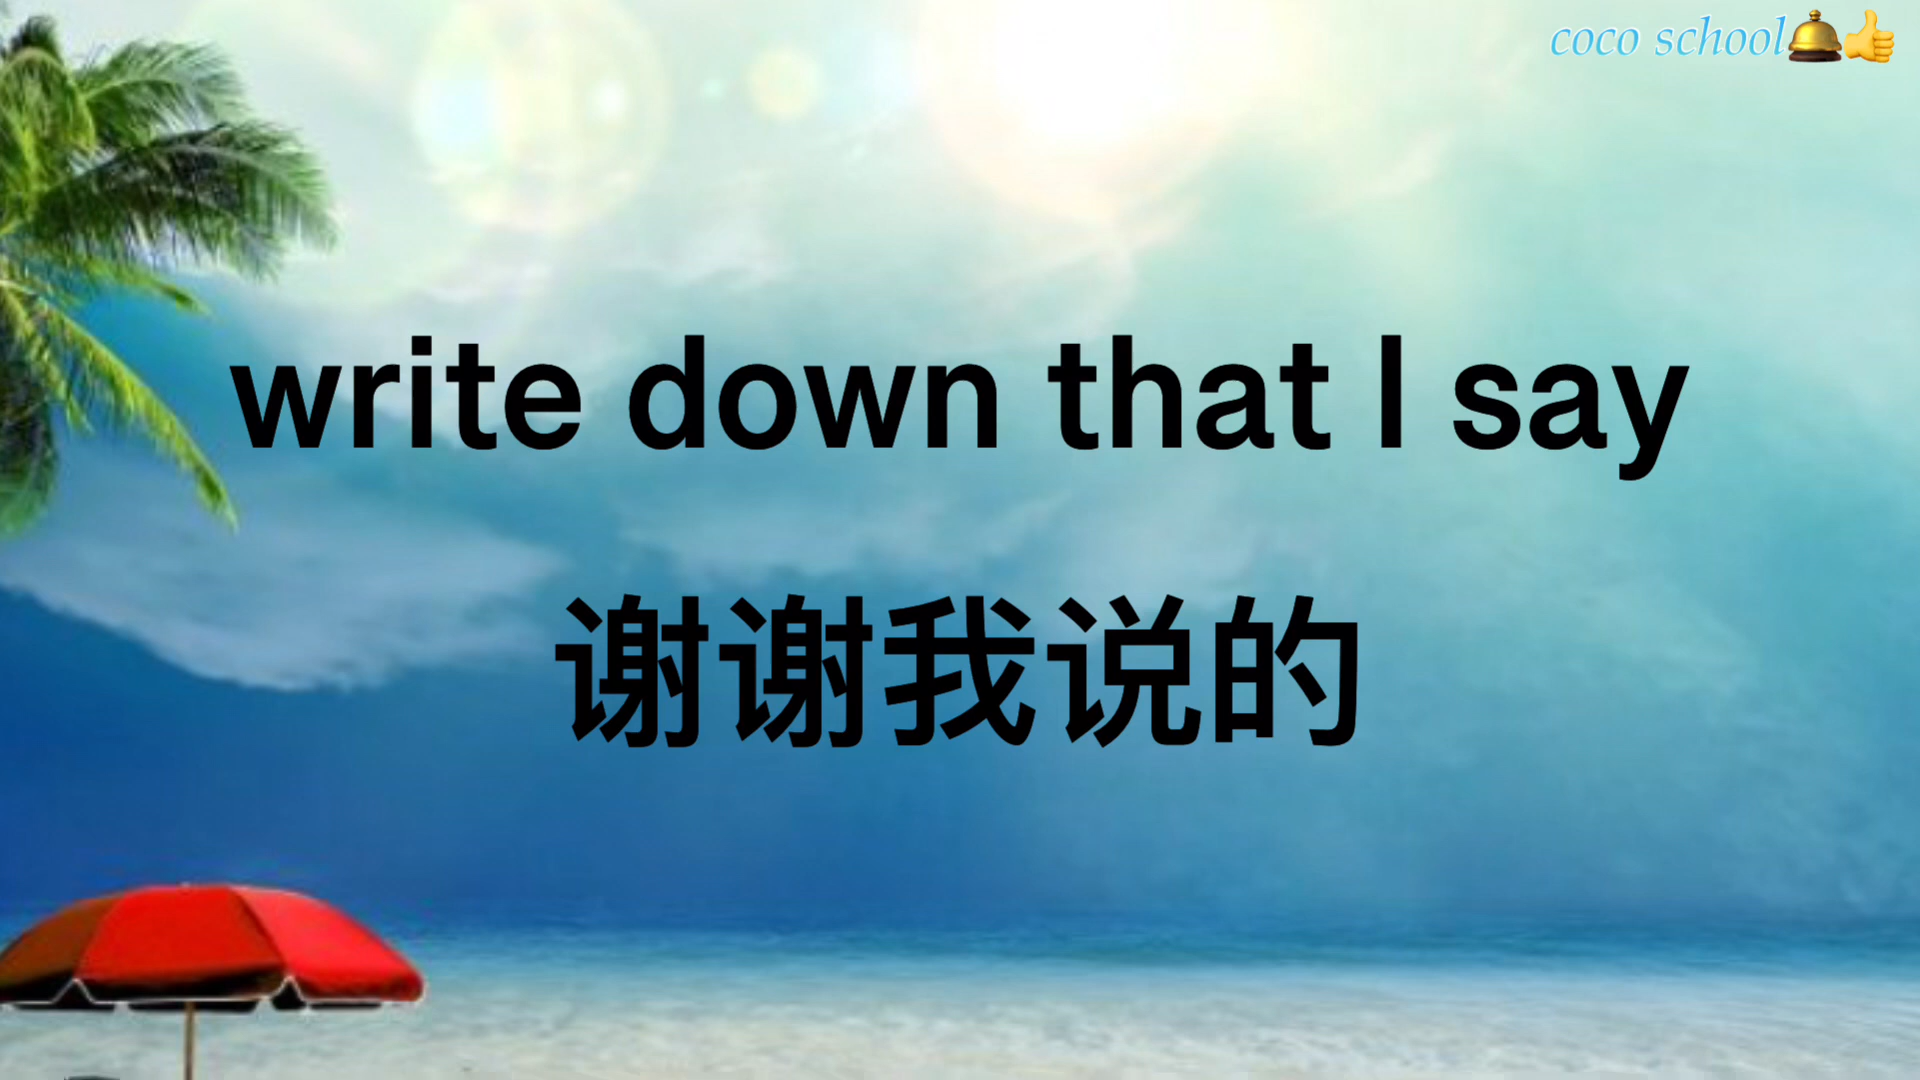 coco school🛎👍
write down that I say
谢谢我说的